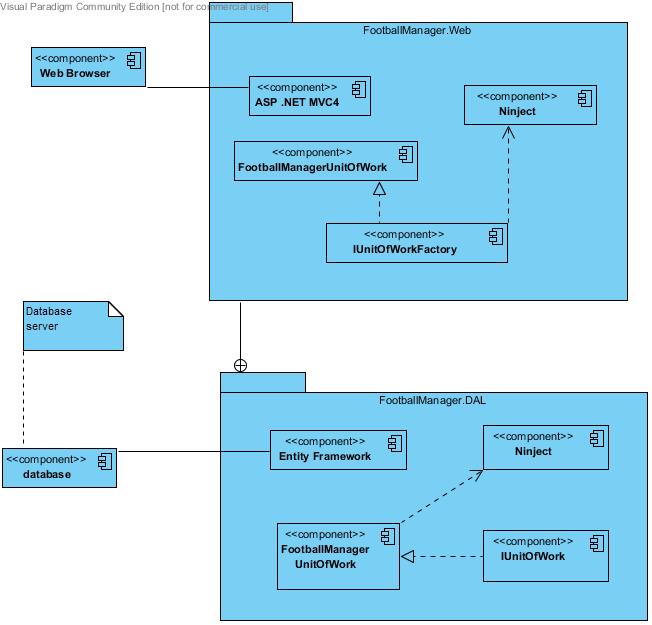 Visual Paradigm Community Edition [not for commercial use]
FootballManager.Web
<<component>>
Web Browser
<<component>>
ASP .NET MVC4
<<component>>
Ninject
<<component>>
FootballManagerUnitOfWork
<<component>>
IUnitOfWorkFactory
Database
server
FootballManager.DAL
<<component>>
database
<<component>>
Entity Framework
<<component>>
Ninject
<<component>>
FootballManager
UnitOfWork
<<component>>
IUnitOfWork